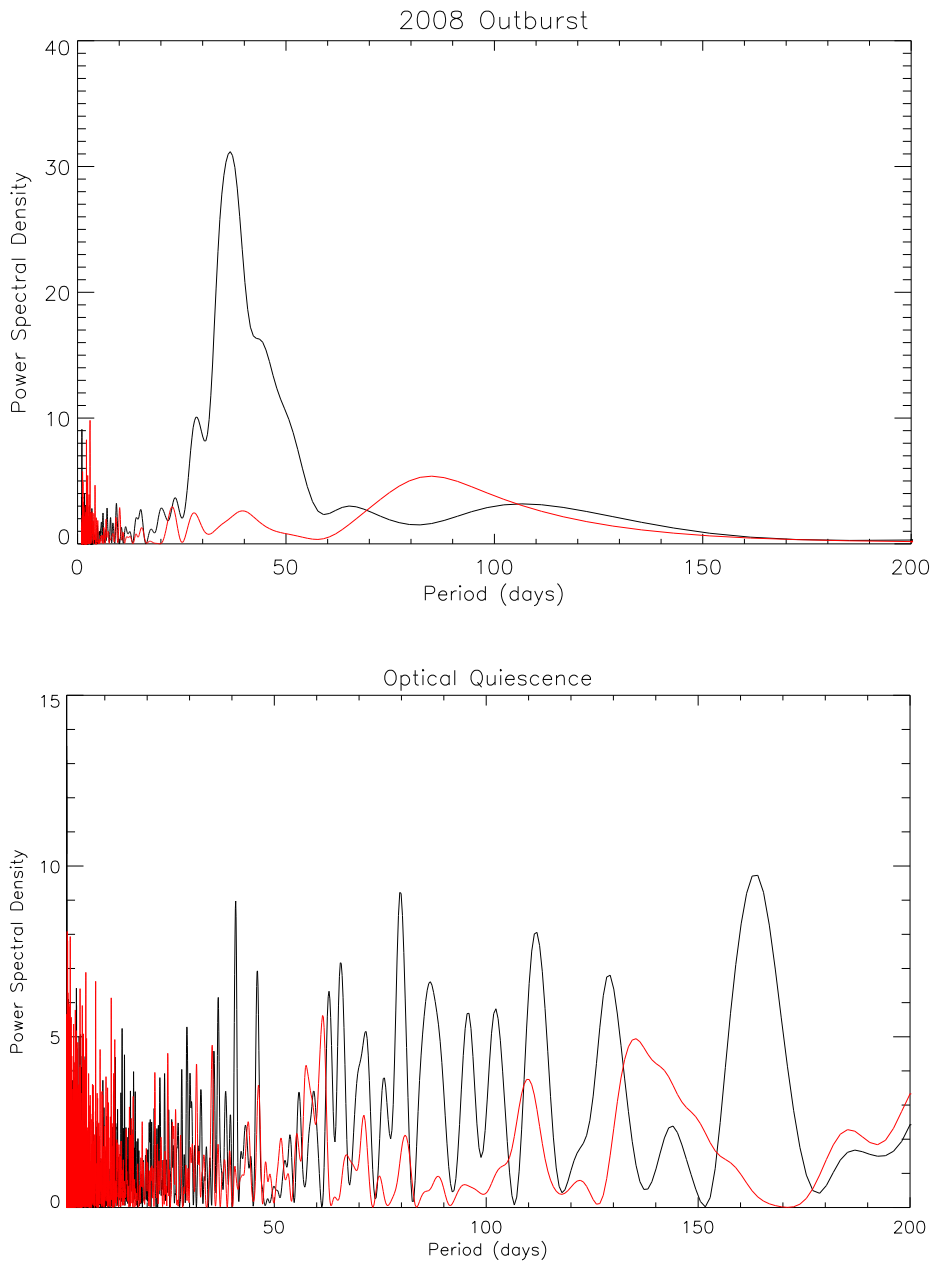 2008 Outburst
40
30
20
10
0
Power Spectral Density
0 50 100 150 200
Period (days)
Optical Quiescence
15
10
5
0
Power Spectral Density
50 100 150 200
Period (days)